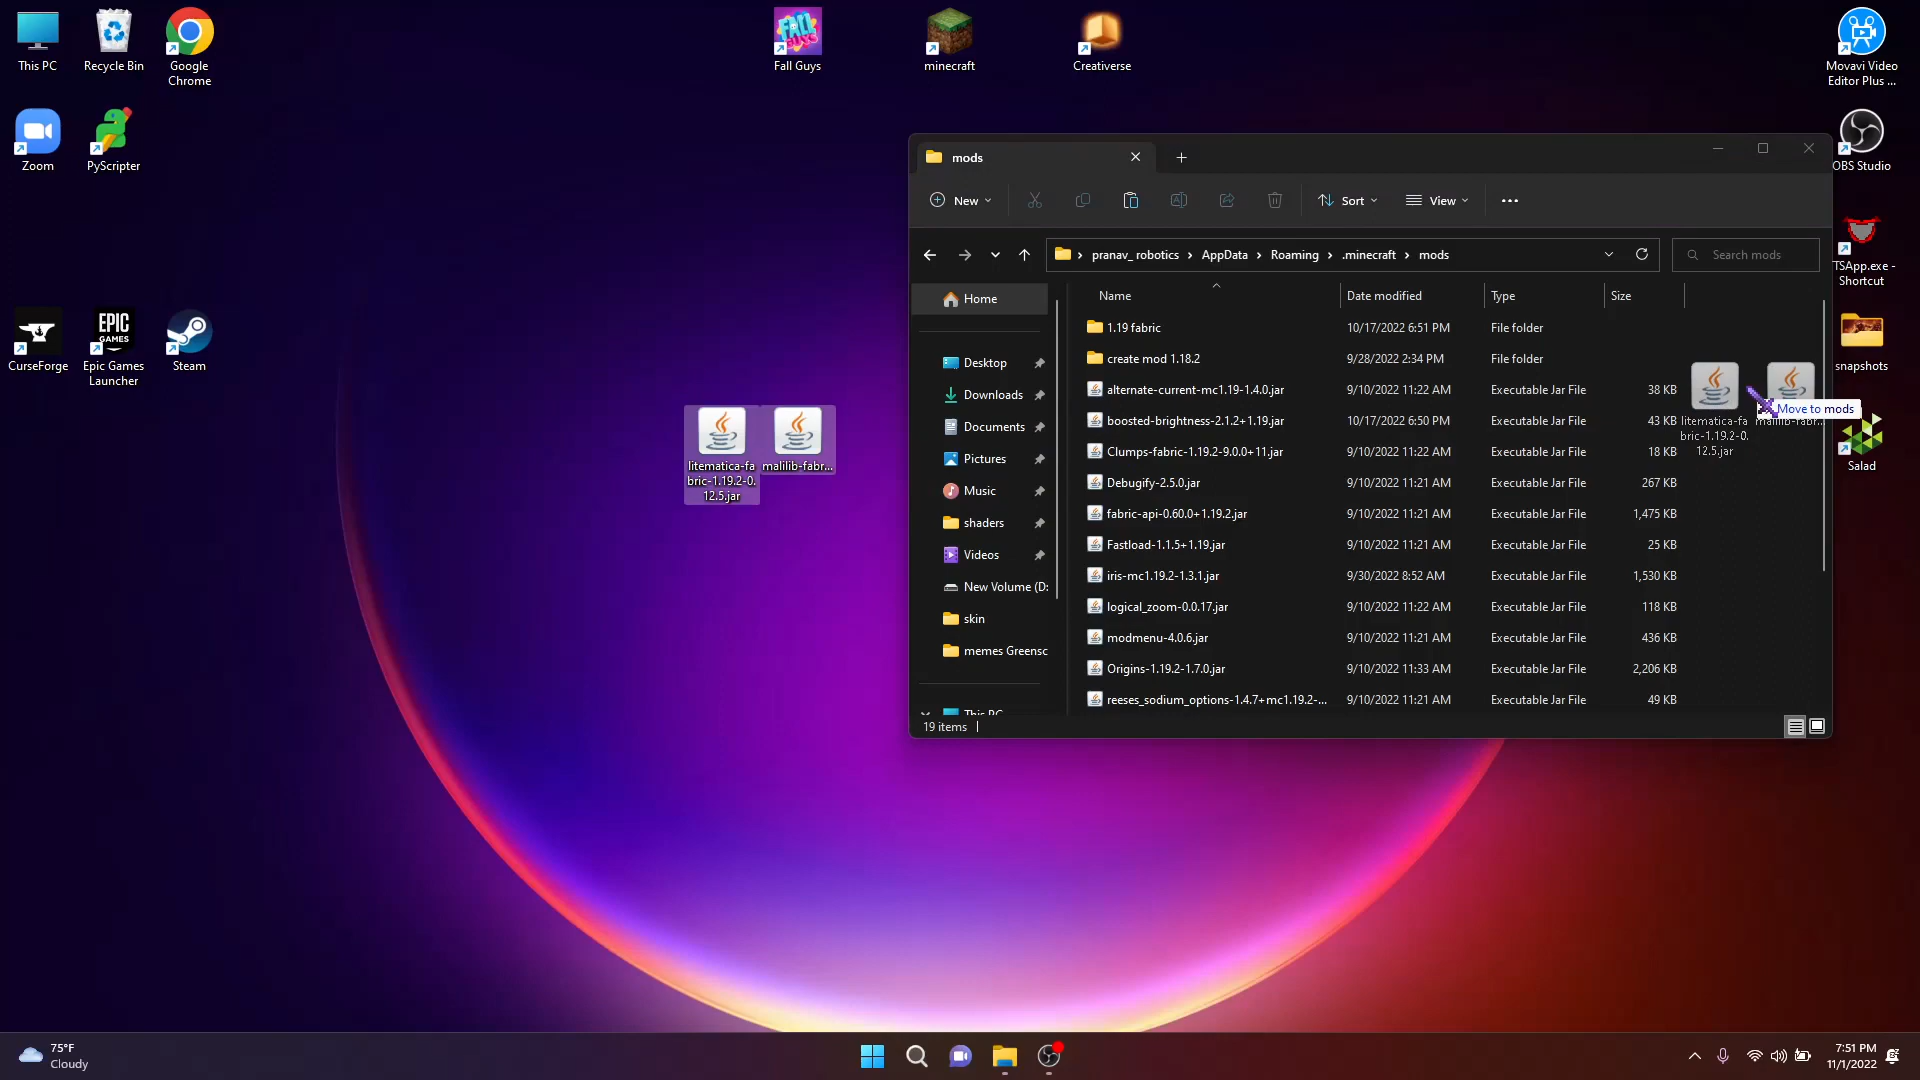 This PC
Recycle Bin
Google
Chrome
FALL
GUYS
Fall Guys
minecraft
Creativerse
Movavi Video
Editor Plus ...
Zoom
PyScripter
OBS Studio
TSApp.exe -
Shortcut
CurseForge
EPIC
GAMES
Epic Games
Launcher
Steam
snapshots
Salad
litematica-fa
bric-1.19.2-0.
12.5.jar
malilib-fabr...
mods
New
Sort
View
pranav_robotics > AppData > Roaming > .minecraft > mods
Search mods
Home
Desktop
Downloads
Documents
Pictures
Music
shaders
Videos
New Volume (D:
skin
memes Greensc
This PC
Name Date modified Type Size
1.19 fabric 10/17/2022 6:51 PM File folder
create mod 1.18.2 9/28/2022 2:34 PM File folder
alternate-current-mc1.19-1.4.0.jar 9/10/2022 11:22 AM Executable Jar File 38 KB
boosted-brightness-2.1.2+1.19.jar 10/17/2022 6:50 PM Executable Jar File 43 KB
Clumps-fabric-1.19.2-9.0.0+11.jar 9/10/2022 11:22 AM Executable Jar File 18 KB
Debugify-2.5.0.jar 9/10/2022 11:21 AM Executable Jar File 267 KB
fabric-api-0.60.0+1.19.2.jar 9/10/2022 11:21 AM Executable Jar File 1,475 KB
Fastload-1.1.5+1.19.jar 9/10/2022 11:21 AM Executable Jar File 25 KB
iris-mc1.19.2-1.3.1.jar 9/30/2022 8:52 AM Executable Jar File 1,530 KB
logical_zoom-0.0.17.jar 9/10/2022 11:22 AM Executable Jar File 118 KB
modmenu-4.0.6.jar 9/10/2022 11:21 AM Executable Jar File 436 KB
Origins-1.19.2-1.7.0.jar 9/10/2022 11:33 AM Executable Jar File 2,206 KB
reeses_sodium_options-1.4.7+mc1.19.2-... 9/10/2022 11:21 AM Executable Jar File 49 KB
Move to mods
litematica-fa
bric-1.19.2-0.
12.5.jar
malilib-fabr...
19 items
75°F
Cloudy
7:51 PM
11/1/2022